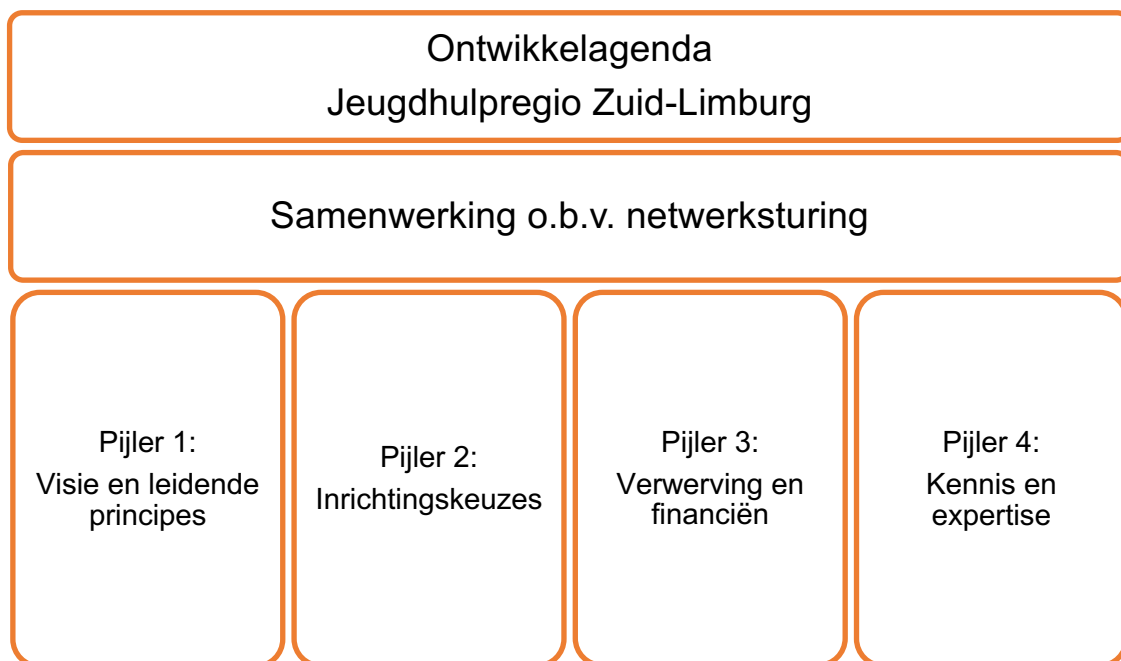 Ontwikkelagenda
Jeugdhulpregio Zuid-Limburg
Samenwerking o.b.v. netwerksturing
Pijler 1:
Visie en leidende
principes
Pijler 2:
Inrichtingskeuzes
Pijler 3:
Verwerving en
financiën
Pijler 4:
Kennis en
expertise